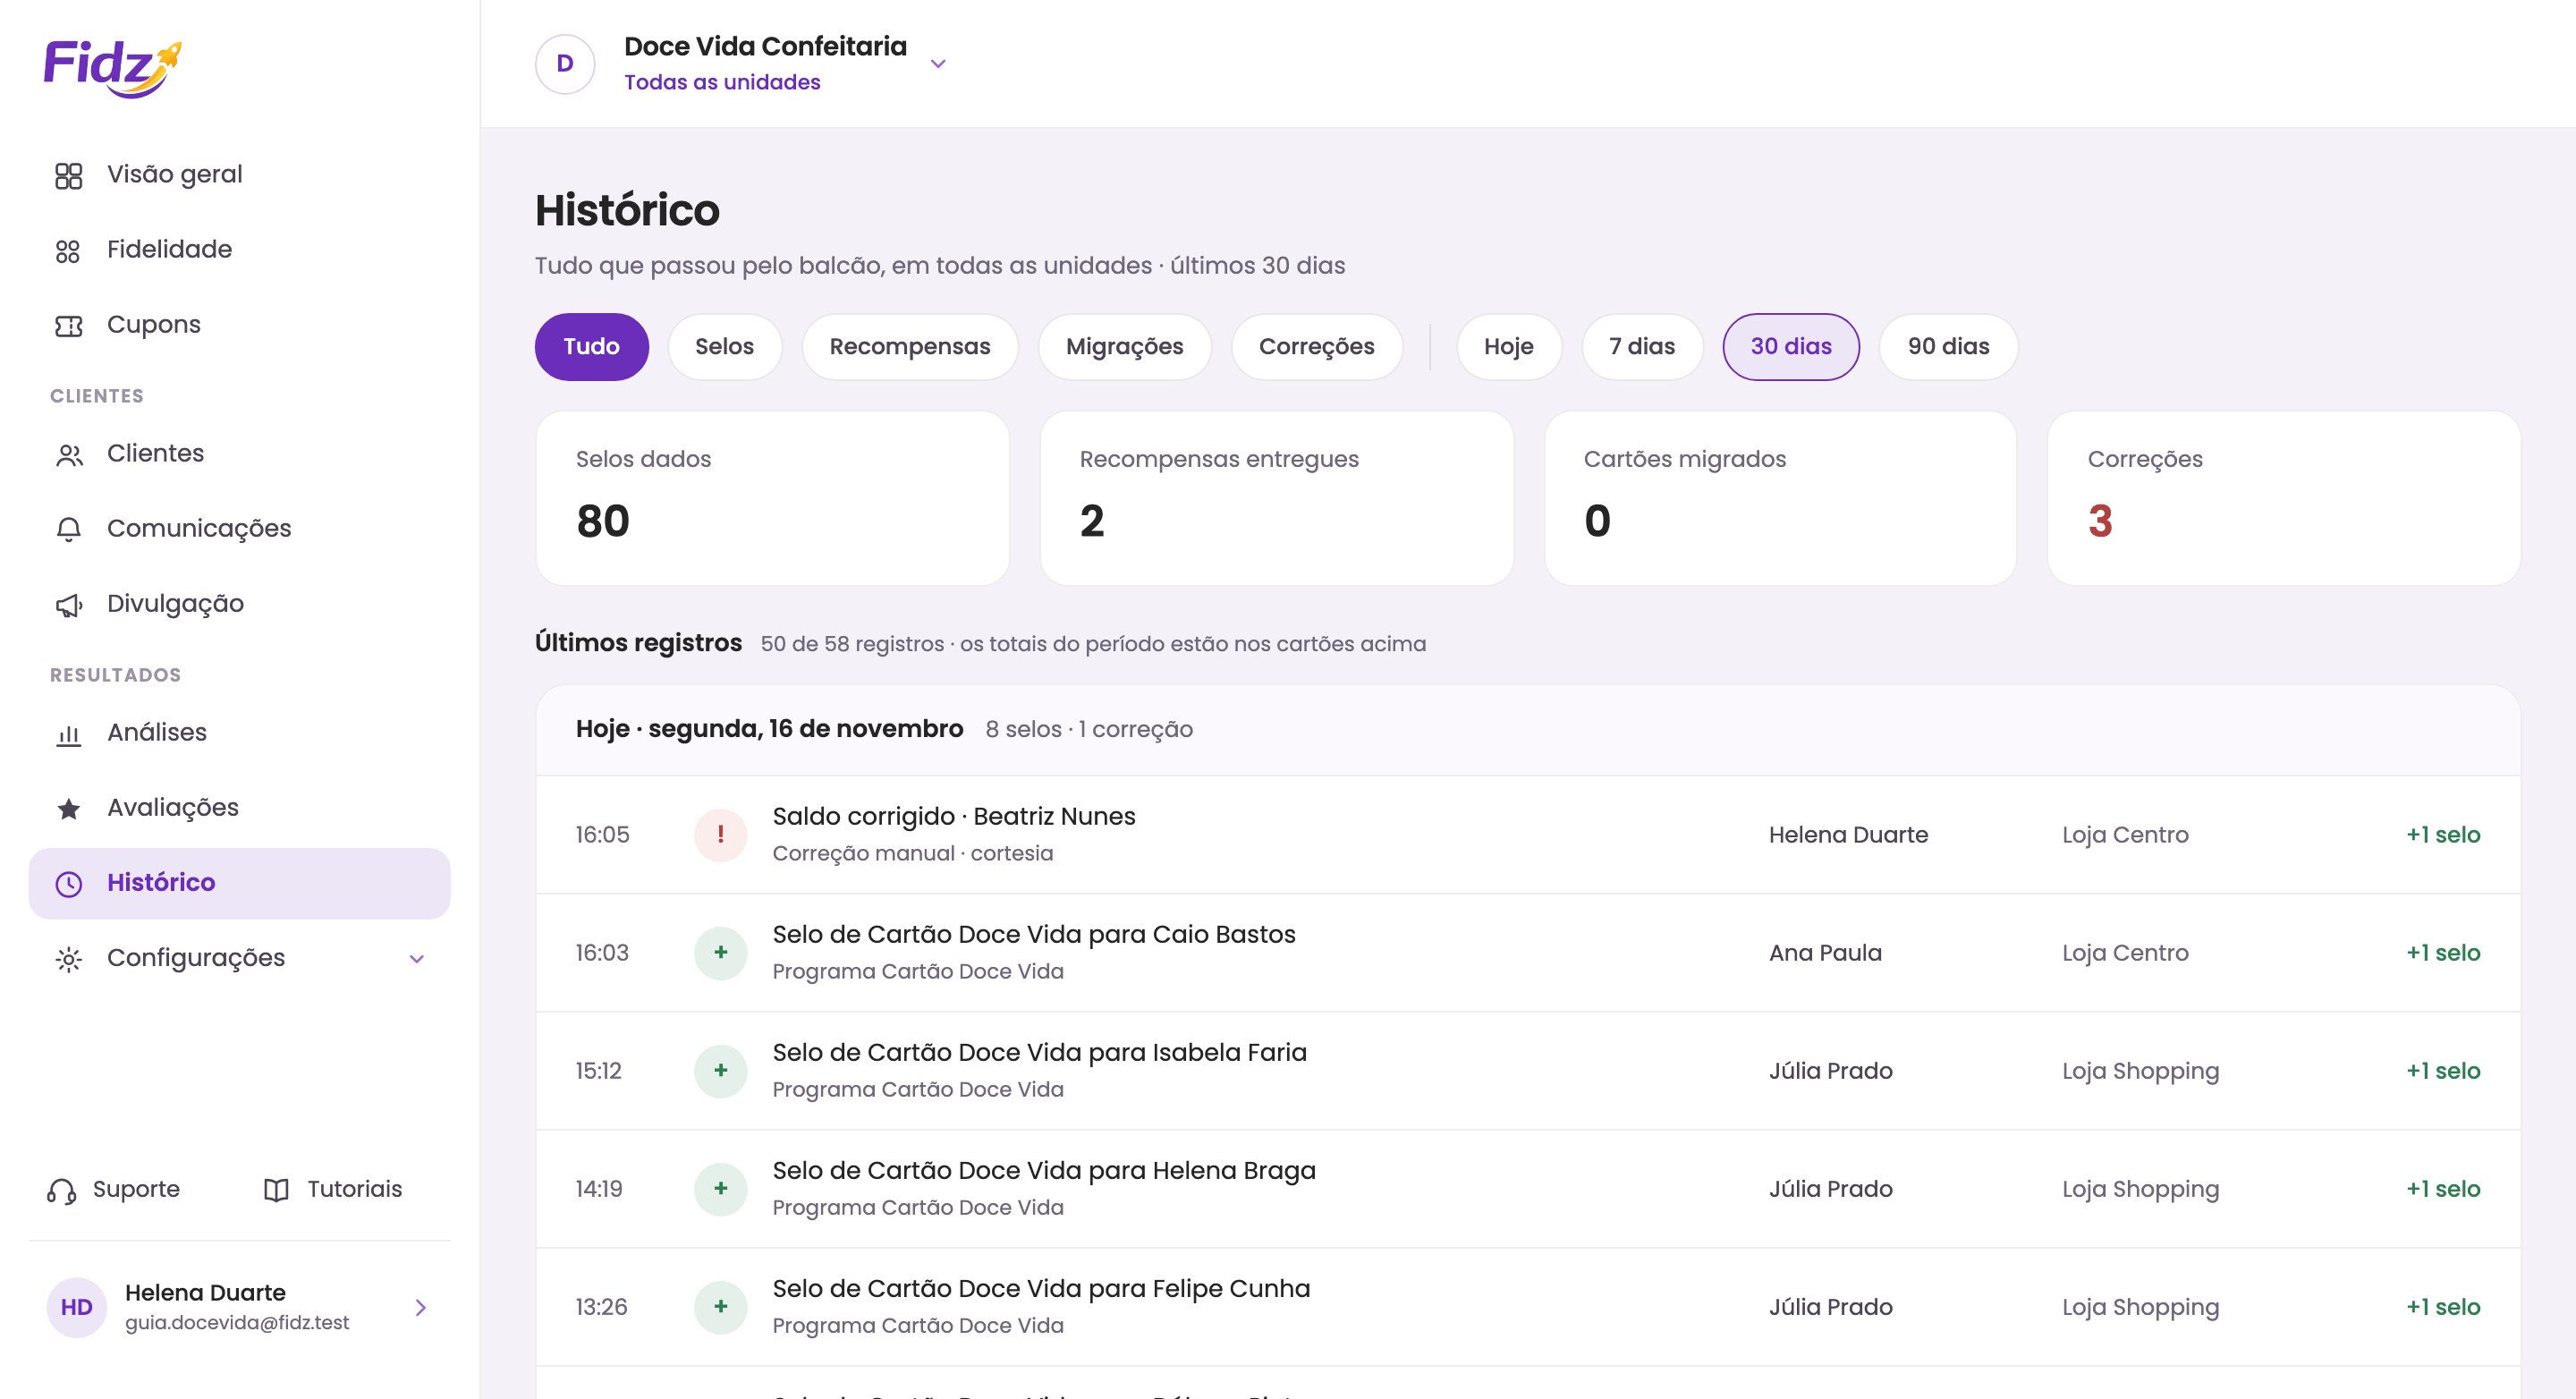 Fidz
Visão geral
Fidelidade
Cupons
CLIENTES
Clientes
Comunicações
Divulgação
RESULTADOS
Análises
Avaliações
Histórico
Configurações
Suporte
Tutoriais
HD
Helena Duarte
guia.docevida@fidz.test
D
Doce Vida Confeitaria
Todas as unidades
Histórico
Tudo que passou pelo balcão, em todas as unidades · últimos 30 dias
Tudo
Selos
Recompensas
Migrações
Correções
Hoje
7 dias
30 dias
90 dias
Selos dados
80
Recompensas entregues
2
Cartões migrados
0
Correções
3
Últimos registros 50 de 58 registros · os totais do período estão nos cartões acima
Hoje · segunda, 16 de novembro 8 selos · 1 correção
16:05
!
Saldo corrigido · Beatriz Nunes
Correção manual · cortesia
Helena Duarte
Loja Centro
+1 selo
16:03
+
Selo de Cartão Doce Vida para Caio Bastos
Programa Cartão Doce Vida
Ana Paula
Loja Centro
+1 selo
15:12
+
Selo de Cartão Doce Vida para Isabela Faria
Programa Cartão Doce Vida
Júlia Prado
Loja Shopping
+1 selo
14:19
+
Selo de Cartão Doce Vida para Helena Braga
Programa Cartão Doce Vida
Júlia Prado
Loja Shopping
+1 selo
13:26
+
Selo de Cartão Doce Vida para Felipe Cunha
Programa Cartão Doce Vida
Júlia Prado
Loja Shopping
+1 selo